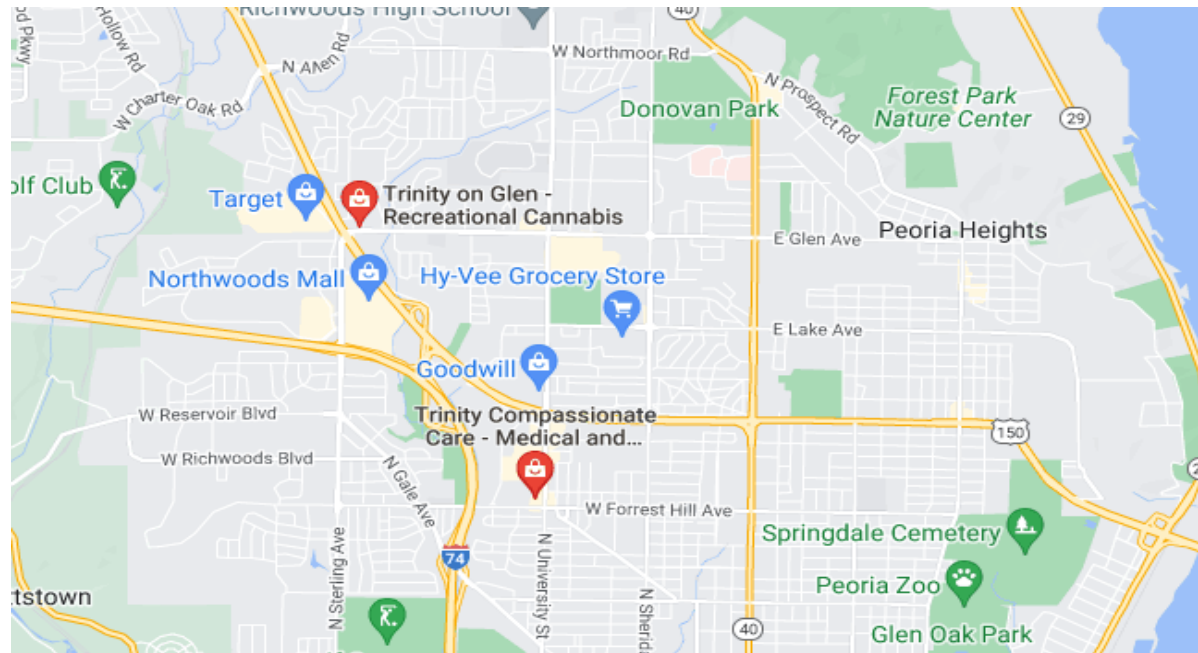 Richwoods High School
40
Hollow Rd
Pkwy
N Allen Rd
W Northmoor Rd
N Prospect Rd
W Charter Oak Rd
Donovan Park
Forest Park
Nature Center
29
olf Club
Target
Trinity on Glen -
Recreational Cannabis
E Glen Ave
Peoria Heights
Northwoods Mall
Hy-Vee Grocery Store
E Lake Ave
Goodwill
W Reservoir Blvd
Trinity Compassionate
Care - Medical and...
150
W Richwoods Blvd
N Gale Ave
W Forrest Hill Ave
Springdale Cemetery
N Sterling Ave
74
N University St
Peoria Zoo
ttstown
N Sherida
40
Glen Oak Park